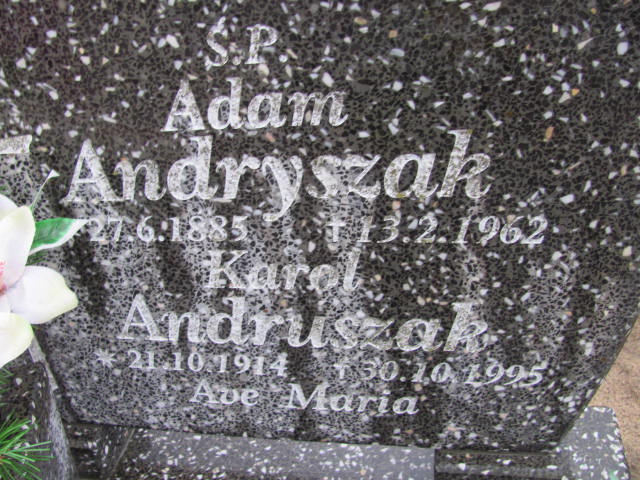 Ś.P.
Adam
Andryszak
* 27.6.1885 † 13.2.1962
Karol
Andruszak
* 21.10.1914 † 30.10.1995
Ave Maria